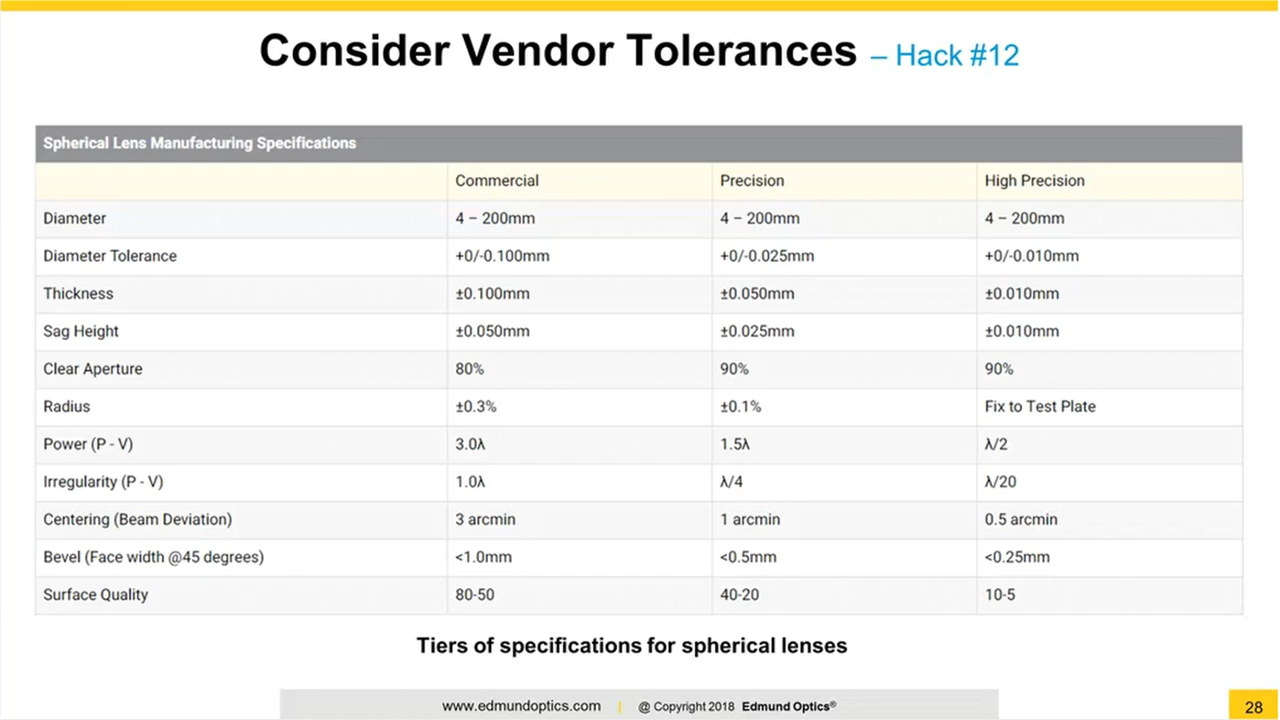 Consider Vendor Tolerances – Hack #12
Spherical Lens Manufacturing Specifications
Commercial Precision High Precision
Diameter 4 – 200mm 4 – 200mm 4 – 200mm
Diameter Tolerance +0/-0.100mm +0/-0.025mm +0/-0.010mm
Thickness ±0.100mm ±0.050mm ±0.010mm
Sag Height ±0.050mm ±0.025mm ±0.010mm
Clear Aperture 80% 90% 90%
Radius ±0.3% ±0.1% Fix to Test Plate
Power (P - V) 3.0λ 1.5λ λ/2
Irregularity (P - V) 1.0λ λ/4 λ/20
Centering (Beam Deviation) 3 arcmin 1 arcmin 0.5 arcmin
Bevel (Face width @45 degrees) <1.0mm <0.5mm <0.25mm
Surface Quality 80-50 40-20 10-5
Tiers of specifications for spherical lenses
www.edmundoptics.com | @ Copyright 2018 Edmund Optics® 28